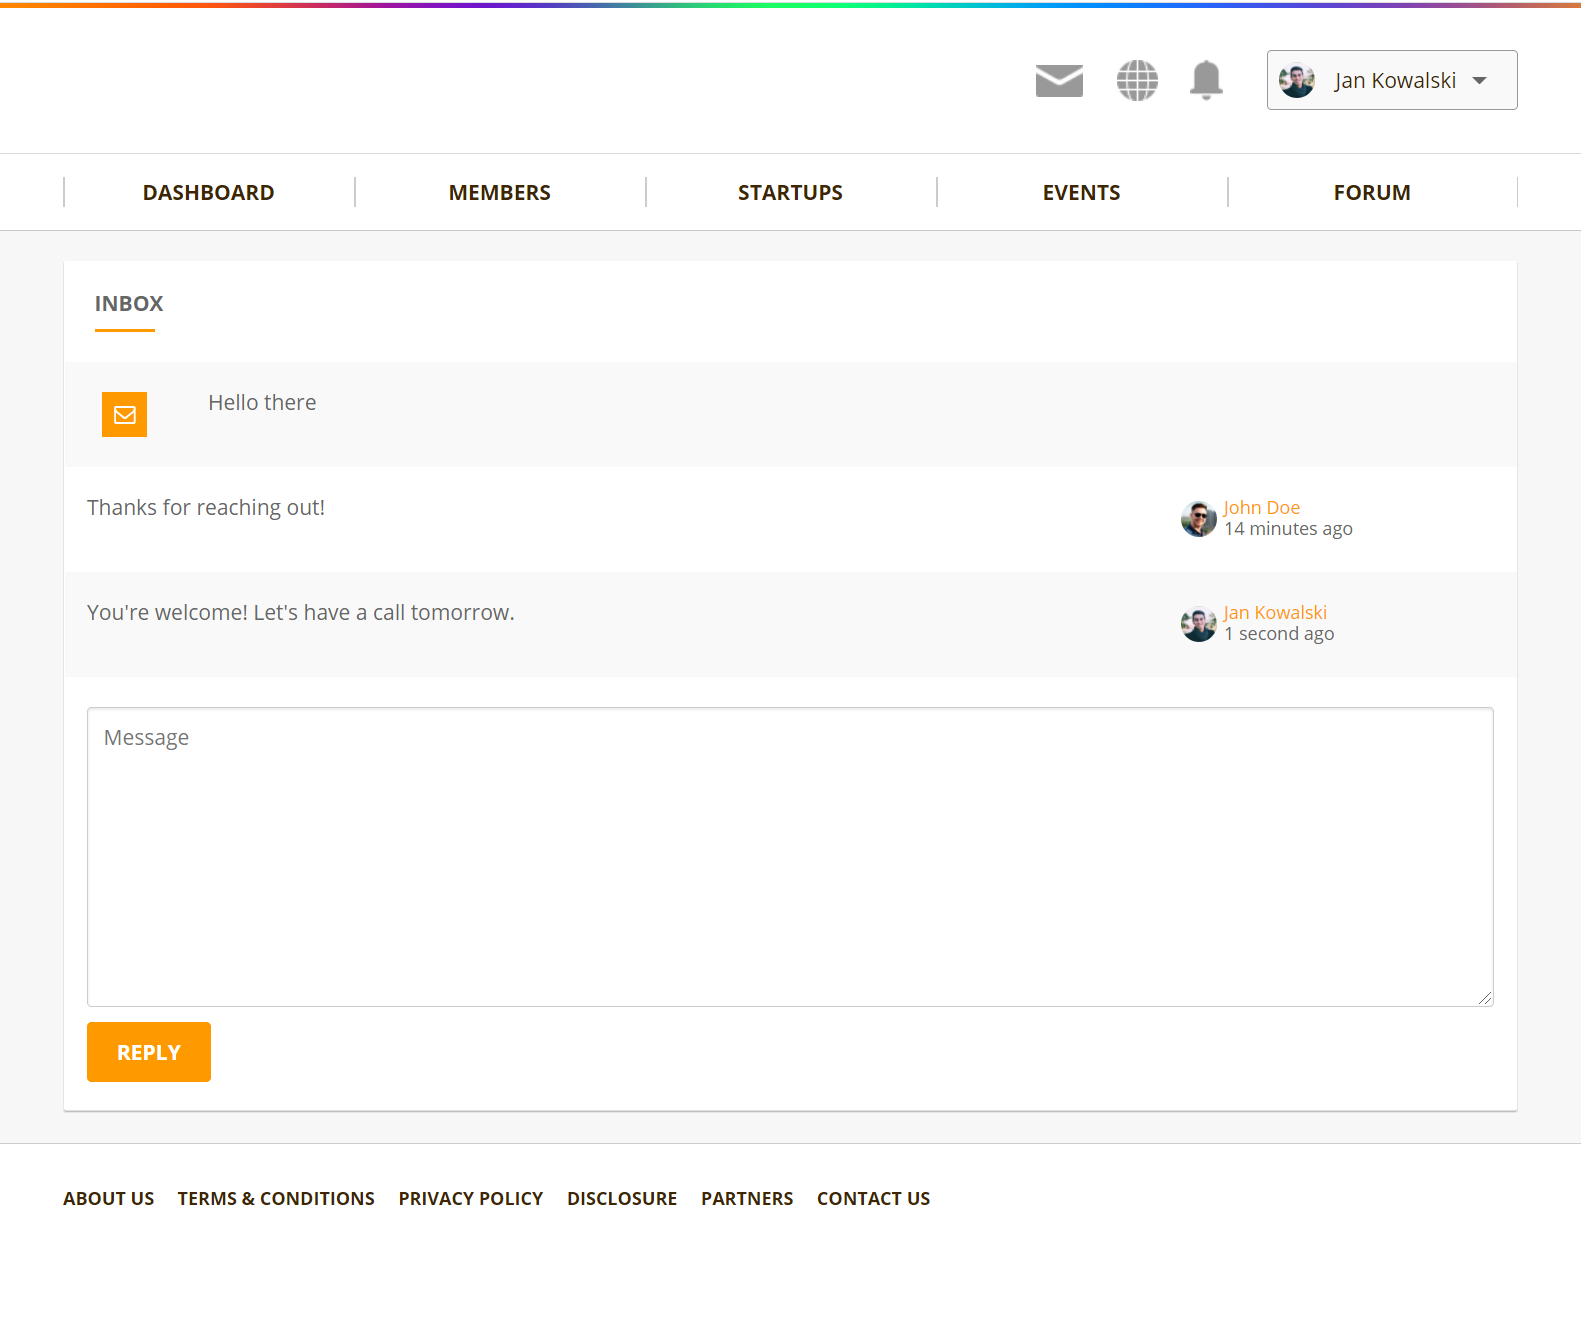 Jan Kowalski
DASHBOARD
MEMBERS
STARTUPS
EVENTS
FORUM
INBOX
Hello there
Thanks for reaching out!
John Doe
14 minutes ago
You're welcome! Let's have a call tomorrow.
Jan Kowalski
1 second ago
Message
REPLY
ABOUT US
TERMS & CONDITIONS
PRIVACY POLICY
DISCLOSURE
PARTNERS
CONTACT US